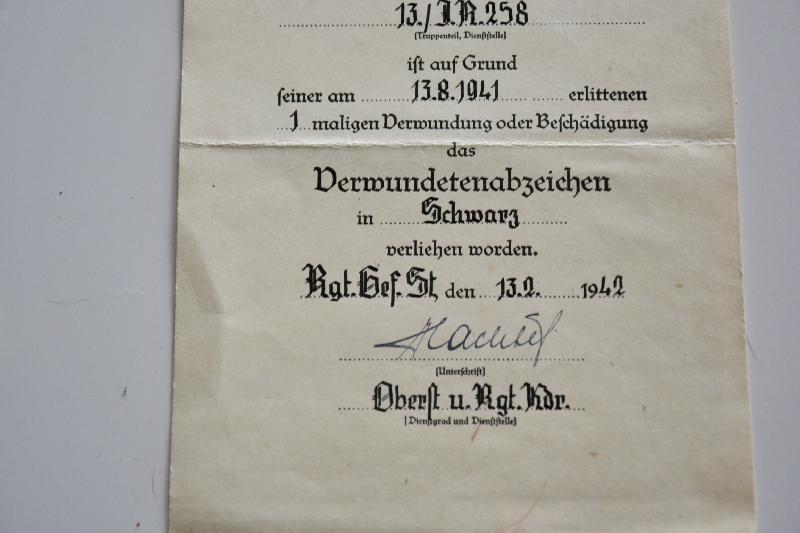 13./I.R.258
(Truppenteil, Dienststelle)
ist auf Grund
seiner am 13.8.1941 erlittenen
1 maligen Verwundung oder Beschädigung
das
Verwundetenabzeichen
in Schwarz
verliehen worden.
Rgt. Gef. St, den 13.2. 1942
(Unterschrift)
Oberst u. Rgt. Kdr.
(Dienstgrad und Dienststelle)